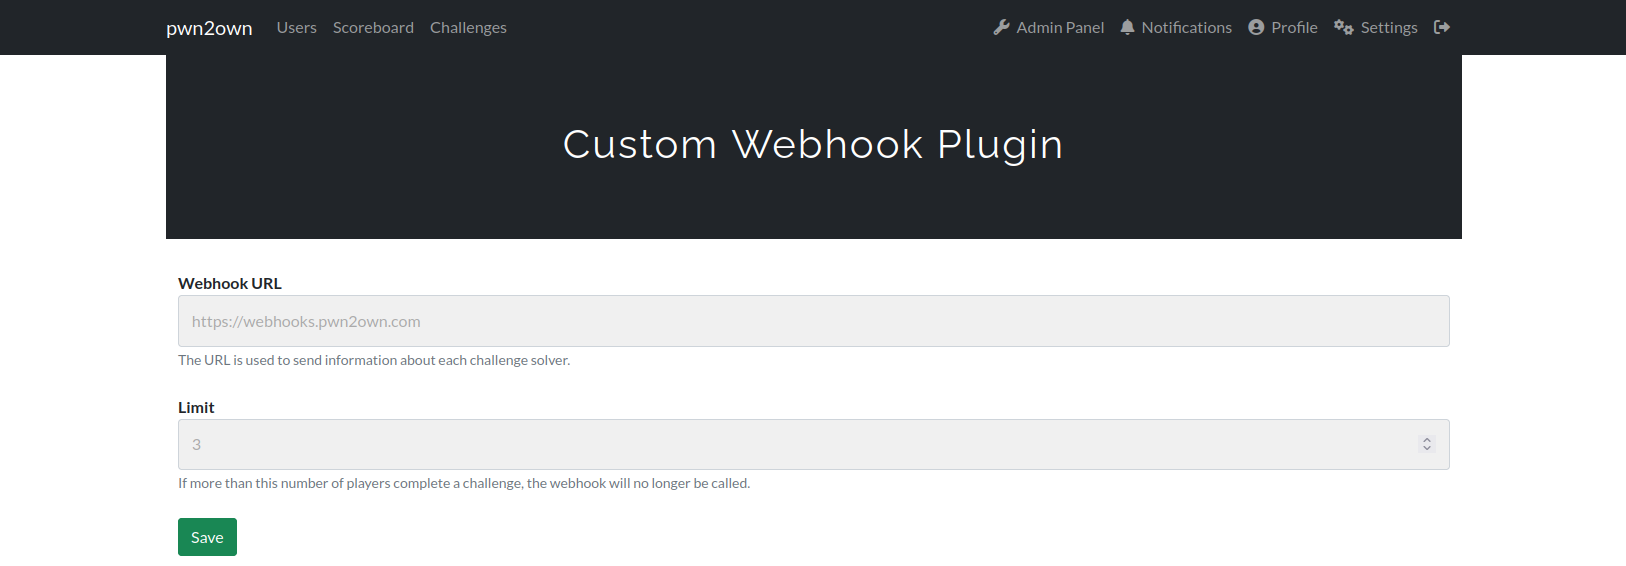 pwn2own Users Scoreboard Challenges Admin Panel Notifications Profile Settings
Custom Webhook Plugin
Webhook URL
https://webhooks.pwn2own.com
The URL is used to send information about each challenge solver.
Limit
3
If more than this number of players complete a challenge, the webhook will no longer be called.
Save